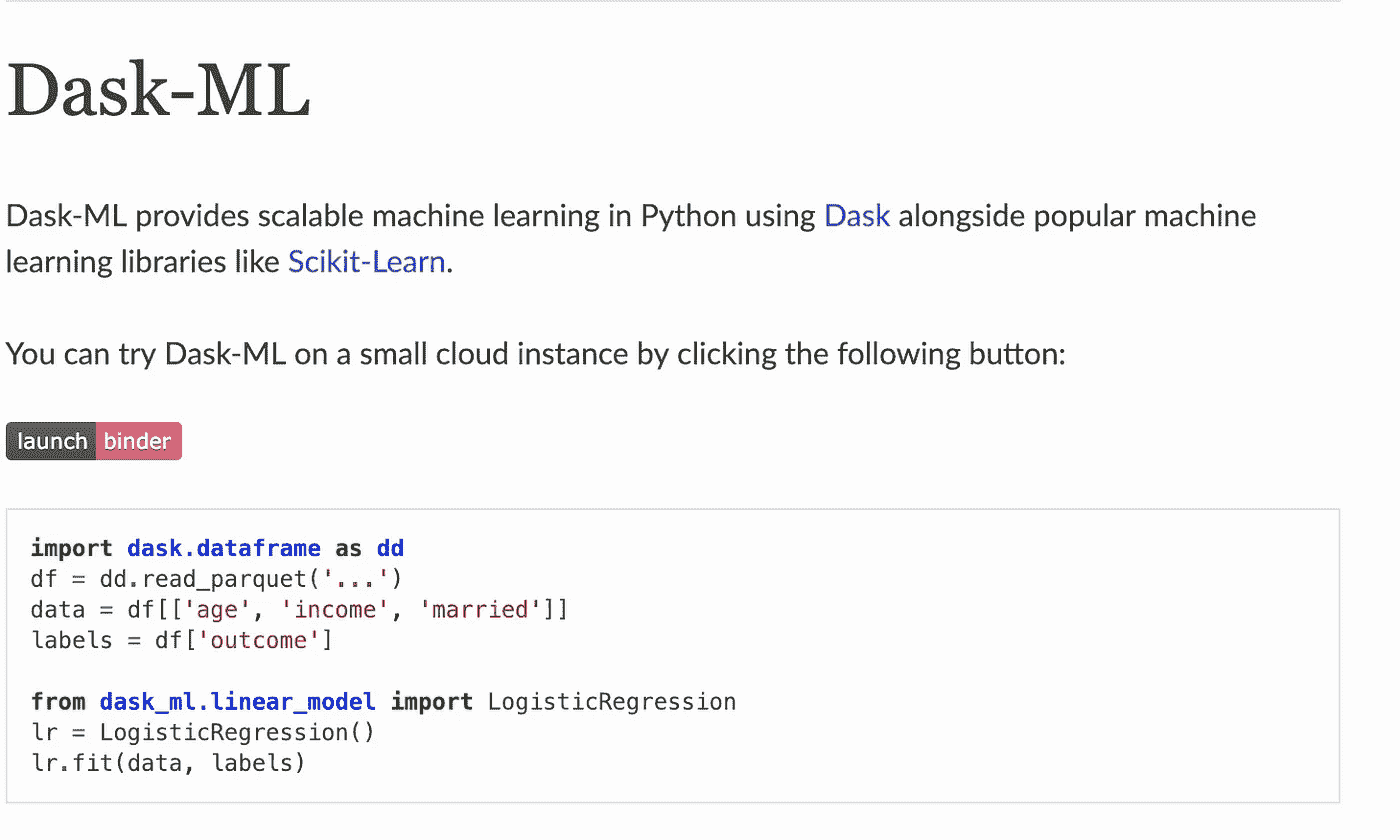 Dask-ML
Dask-ML provides scalable machine learning in Python using Dask alongside popular machine
learning libraries like Scikit-Learn.
You can try Dask-ML on a small cloud instance by clicking the following button:
launch binder
import dask.dataframe as dd
df = dd.read_parquet('...')
data = df[['age', 'income', 'married']]
labels = df['outcome']
from dask_ml.linear_model import LogisticRegression
lr = LogisticRegression()
lr.fit(data, labels)